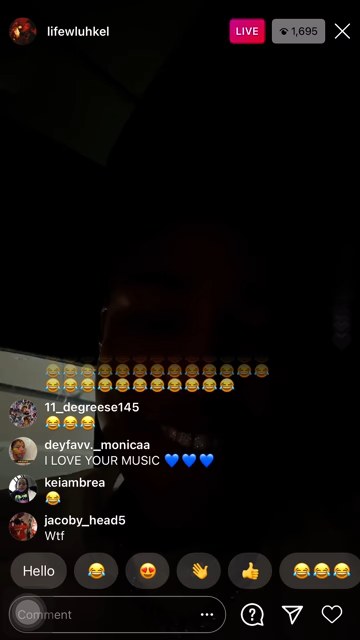 lifewluhkel
LIVE
1,695
😂😂😂😂😂😂😂😂😂😂😂😂😂
😂😂😂😂😂😂😂😂😂😂😂
11_degreese145
😂😂😂
deyfavv._monicaa
I LOVE YOUR MUSIC 💙💙💙
keiambrea
😂
jacoby_head5
Wtf
Hello 😂 😍 👋 👍 😂😂😂
Comment